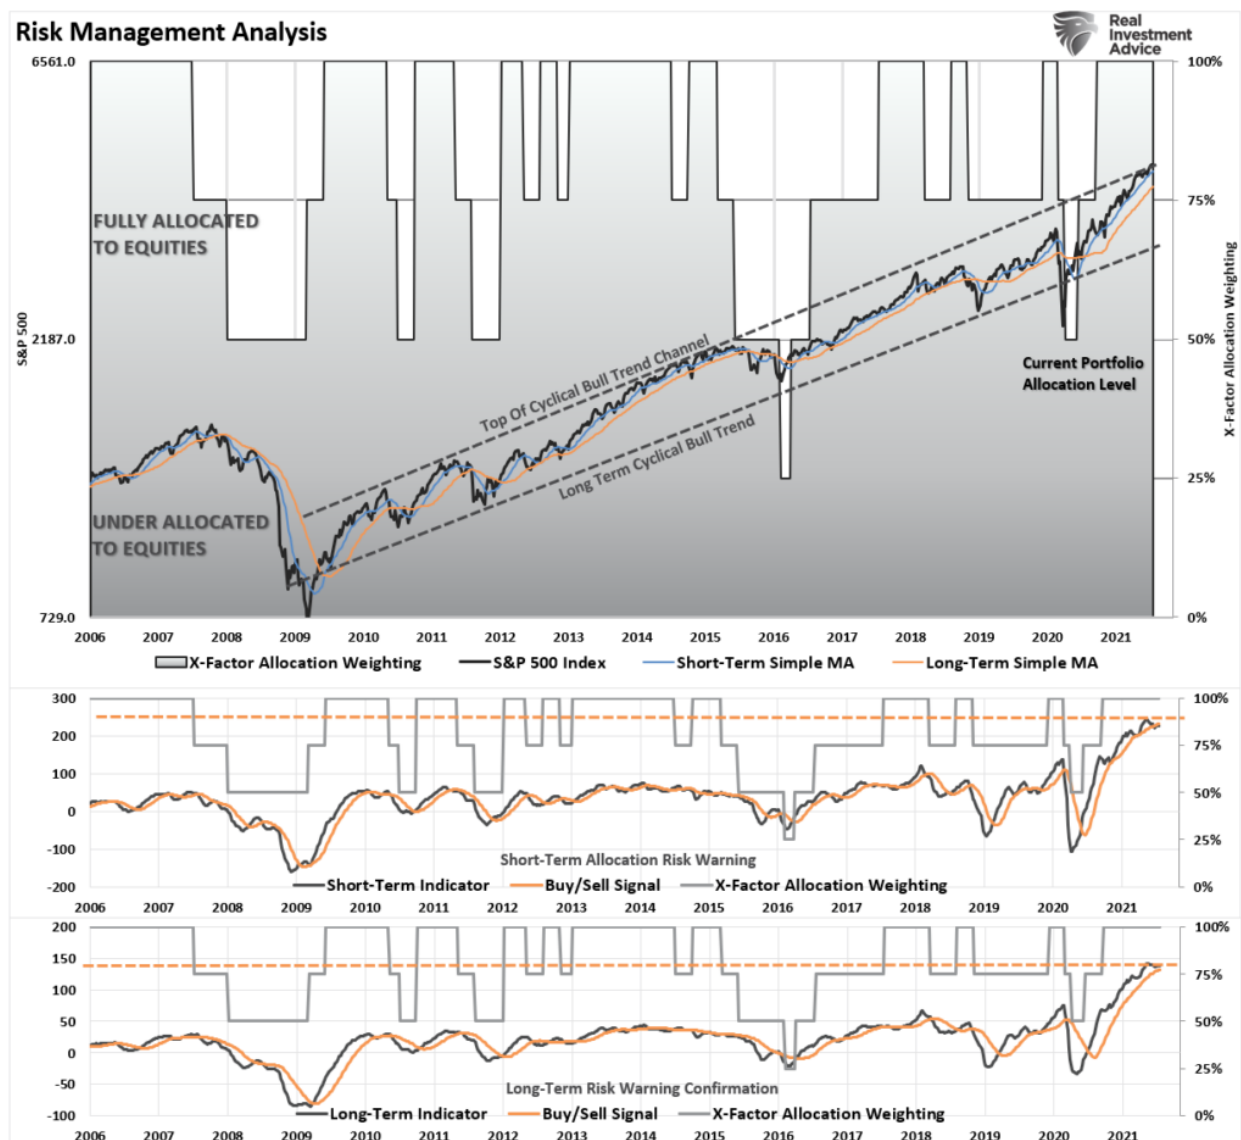 Risk Management Analysis
Real
Investment
Advice
6561.0
2187.0
729.0
S&P 500
100%
75%
50%
25%
0%
X-Factor Allocation Weighting
FULLY ALLOCATED
TO EQUITIES
Top Of Cyclical Bull Trend Channel
Long Term Cyclical Bull Trend
Current Portfolio
Allocation Level
UNDER ALLOCATED
TO EQUITIES
2006 2007 2008 2009 2010 2011 2012 2013 2014 2015 2016 2017 2018 2019 2020 2021
X-Factor Allocation Weighting S&P 500 Index Short-Term Simple MA Long-Term Simple MA
300
200
100
0
-100
-200
100%
75%
50%
25%
0%
Short-Term Allocation Risk Warning
Short-Term Indicator Buy/Sell Signal X-Factor Allocation Weighting
2006 2007 2008 2009 2010 2011 2012 2013 2014 2015 2016 2017 2018 2019 2020 2021
200
150
100
50
0
-50
-100
100%
75%
50%
25%
0%
Long-Term Risk Warning Confirmation
Long-Term Indicator Buy/Sell Signal X-Factor Allocation Weighting
2006 2007 2008 2009 2010 2011 2012 2013 2014 2015 2016 2017 2018 2019 2020 2021